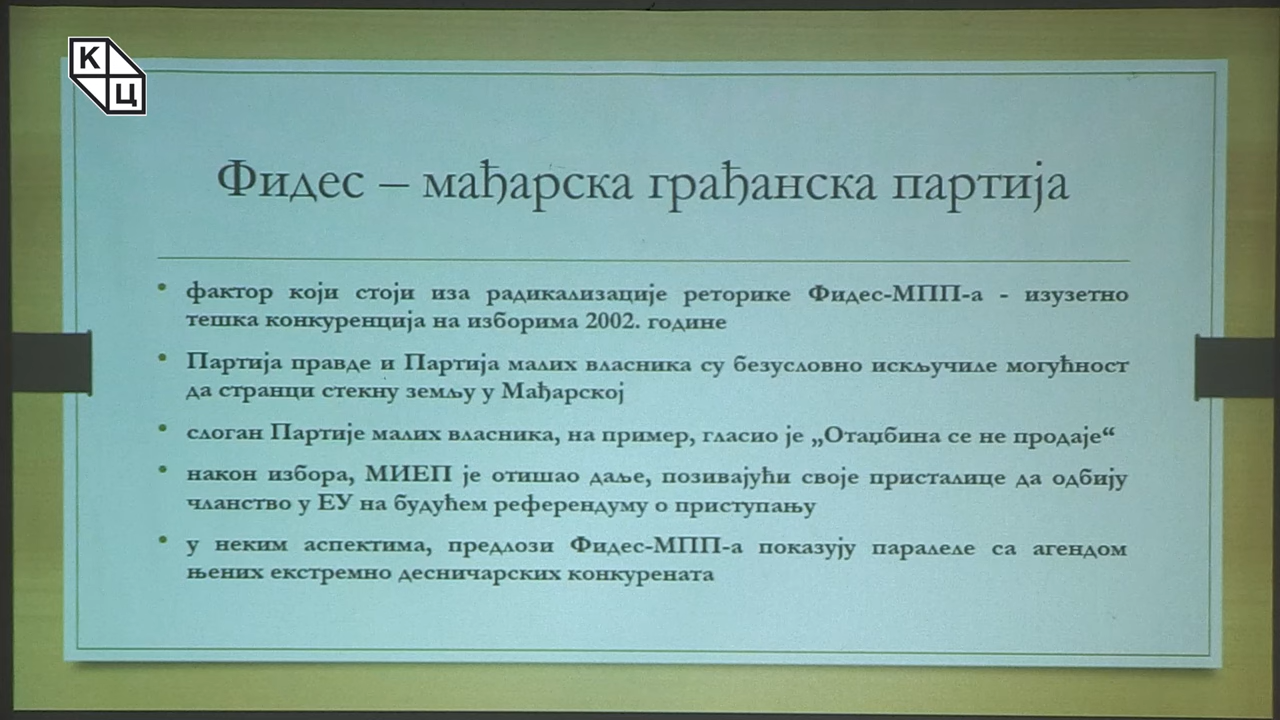 К
Ц
Фидес – мађарска грађанска партија
• фактор који стоји иза радикализације реторике Фидес-МПП-а - изузетно
тешка конкуренција на изборима 2002. године
• Партија правде и Партија малих власника су безусловно искључиле могућност
да странци стекну земљу у Мађарској
• слоган Партије малих власника, на пример, гласио је „Отаџбина се не продаје“
• након избора, МИЕП је отишао даље, позивајући своје присталице да одбију
чланство у ЕУ на будућем референдуму о приступању
• у неким аспектима, предлози Фидес-МПП-а показују паралеле са агендом
њених екстремно десничарских конкурената